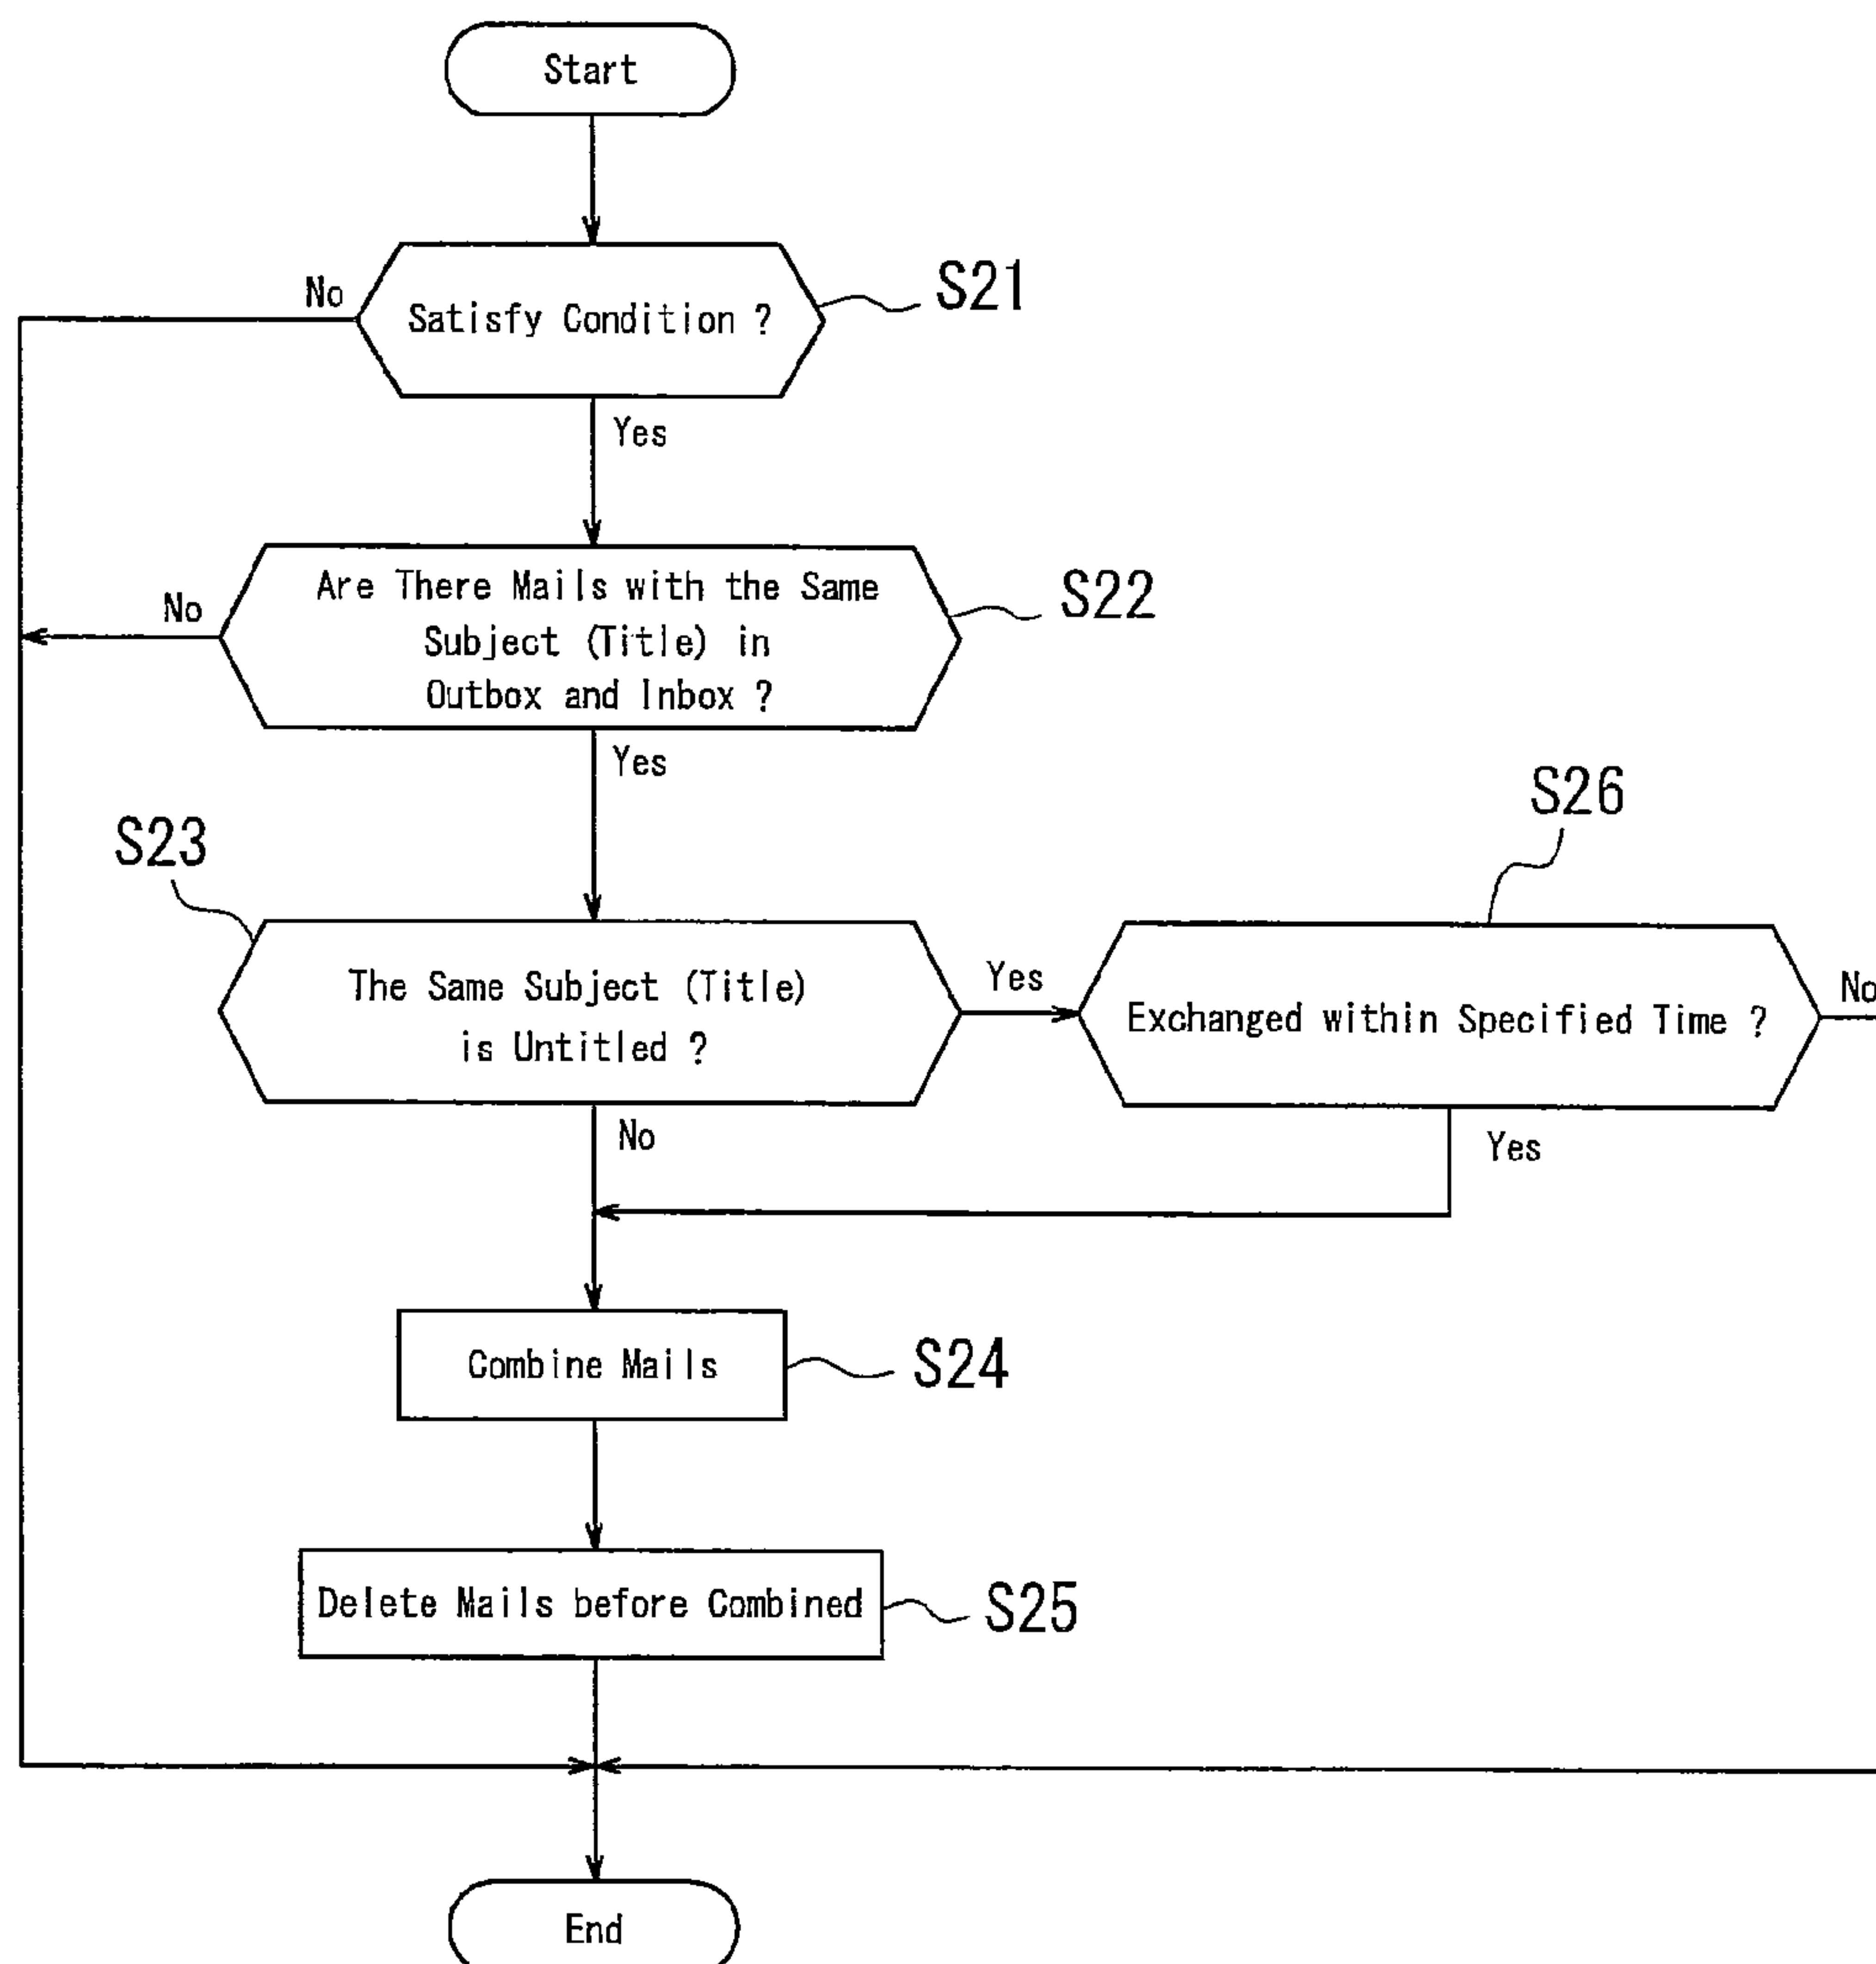 Start
No
Satisfy Condition ?
S21
Yes
Are There Mails with the Same
Subject (Title) in
Outbox and Inbox ?
No
S22
Yes
S23
S26
The Same Subject (Title)
is Untitled ?
Yes
Exchanged within Specified Time ?
No
No
Yes
Combine Mails
S24
Delete Mails before Combined
S25
End